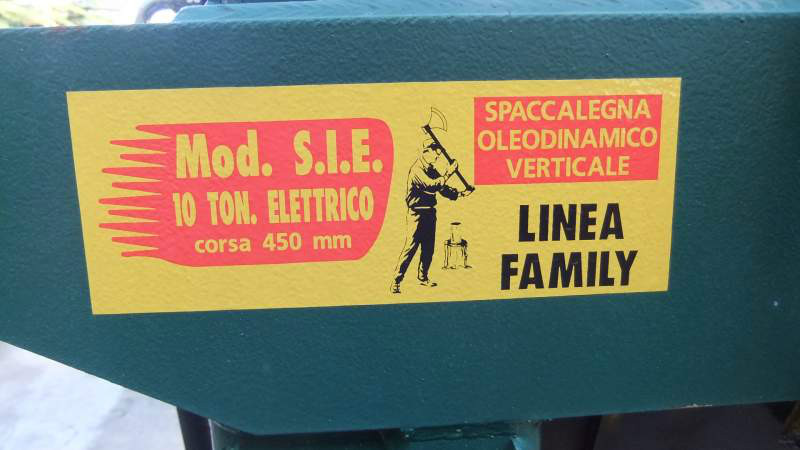 Mod. S.I.E.
10 TON. ELETTRICO
corsa 450 mm
SPACCALEGNA
OLEODINAMICO
VERTICALE
LINEA
FAMILY